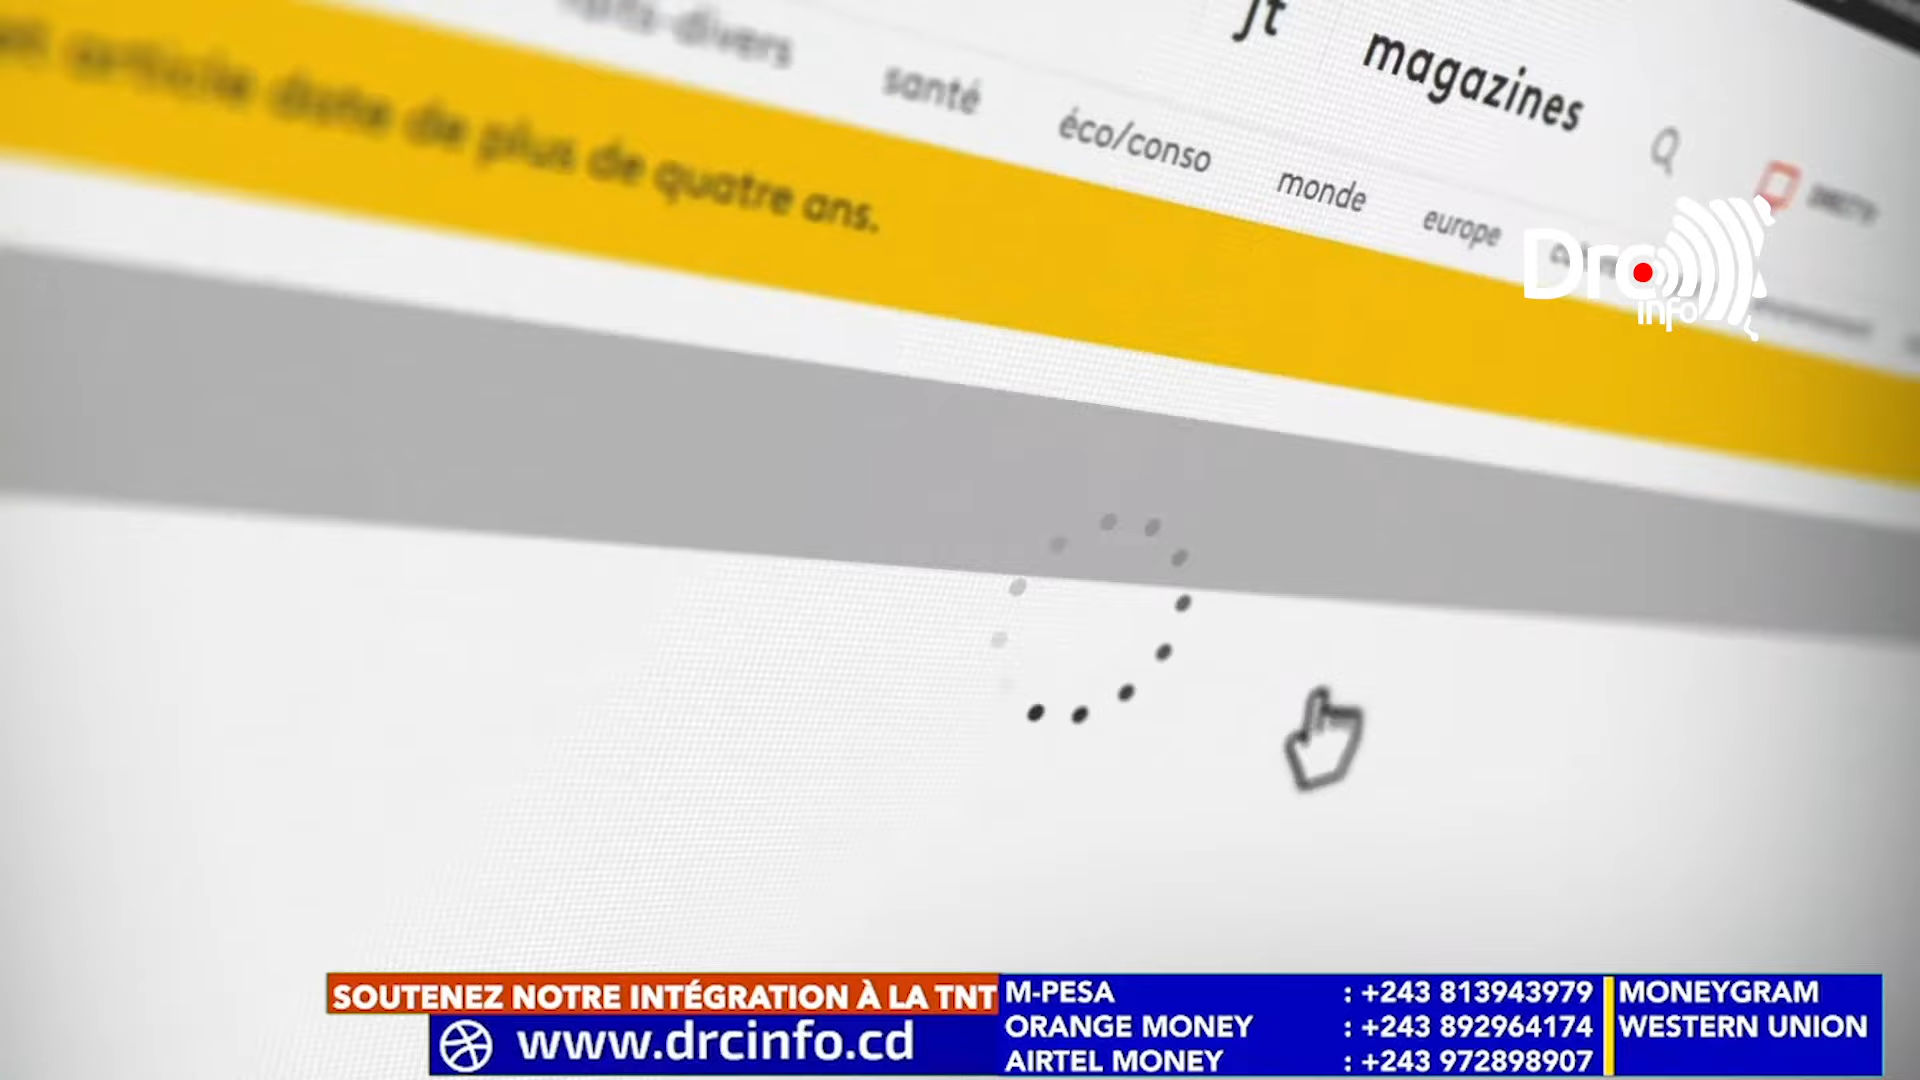 jt
magazines
santé
éco/conso
monde
europe
article date de plus de quatre ans.
Drc
info
SOUTENEZ NOTRE INTÉGRATION À LA TNT
www.drcinfo.cd
M-PESA : +243 813943979
ORANGE MONEY : +243 892964174
AIRTEL MONEY : +243 972898907
MONEYGRAM
WESTERN UNION